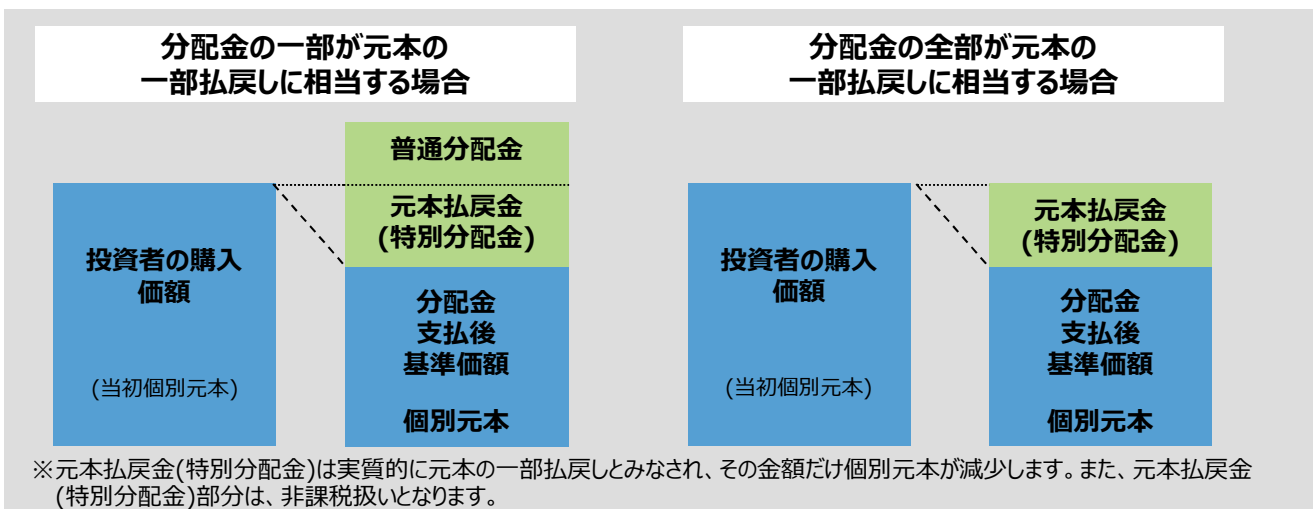 分配金の一部が元本の
一部払戻しに相当する場合
普通分配金
元本払戻金
(特別分配金)
投資者の購入
価額
(当初個別元本)
分配金
支払後
基準価額
個別元本
分配金の全部が元本の
一部払戻しに相当する場合
元本払戻金
(特別分配金)
投資者の購入
価額
(当初個別元本)
分配金
支払後
基準価額
個別元本
※元本払戻金(特別分配金)は実質的に元本の一部払戻しとみなされ、その金額だけ個別元本が減少します。また、元本払戻金
(特別分配金)部分は、非課税扱いとなります。